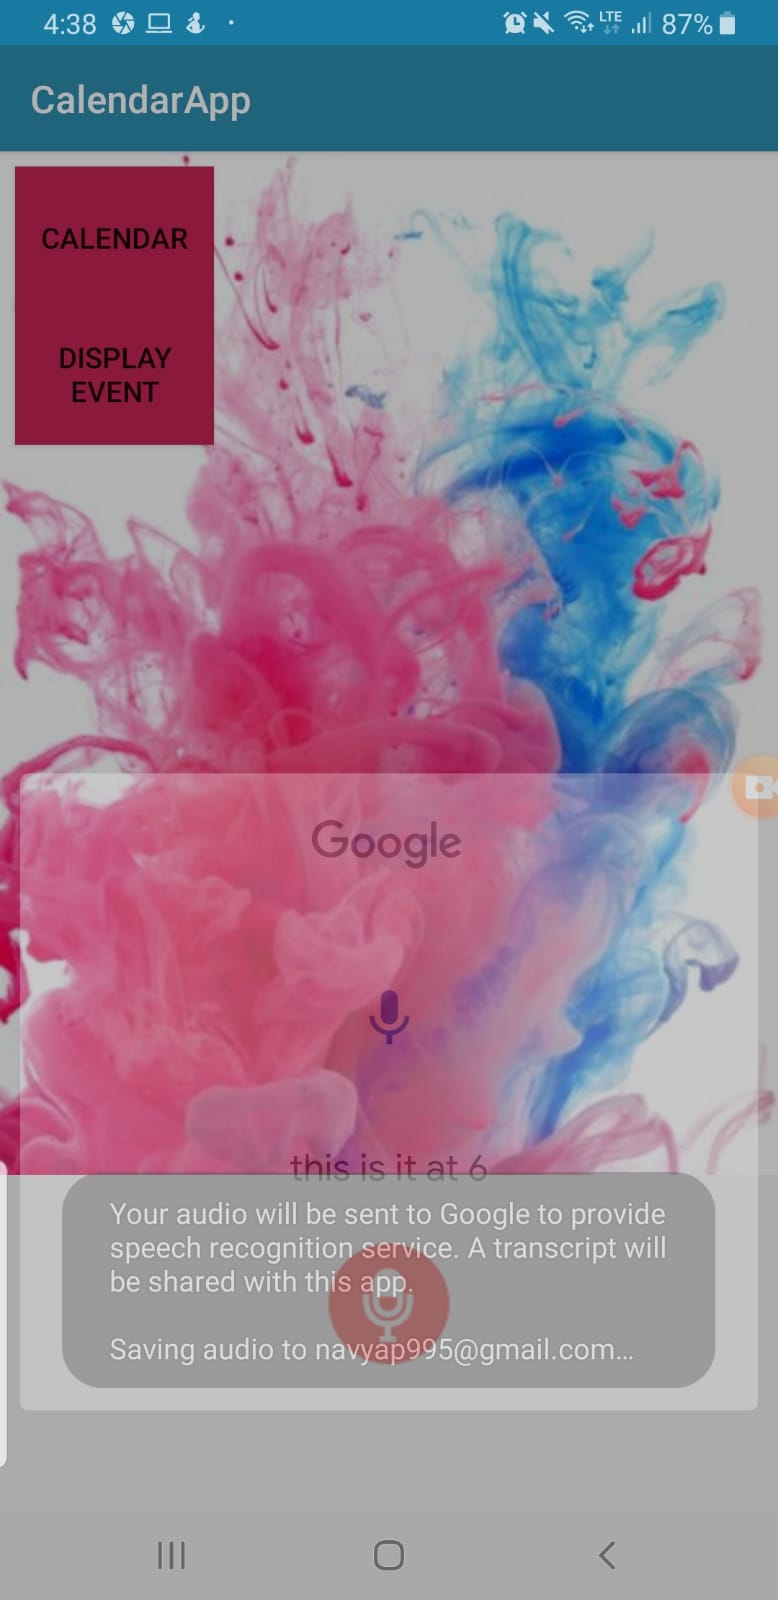 4:38
LTE
87%
CalendarApp
CALENDAR
DISPLAY
EVENT
Google
this is it at 6
Your audio will be sent to Google to provide
speech recognition service. A transcript will
be shared with this app.
Saving audio to navyap995@gmail.com...